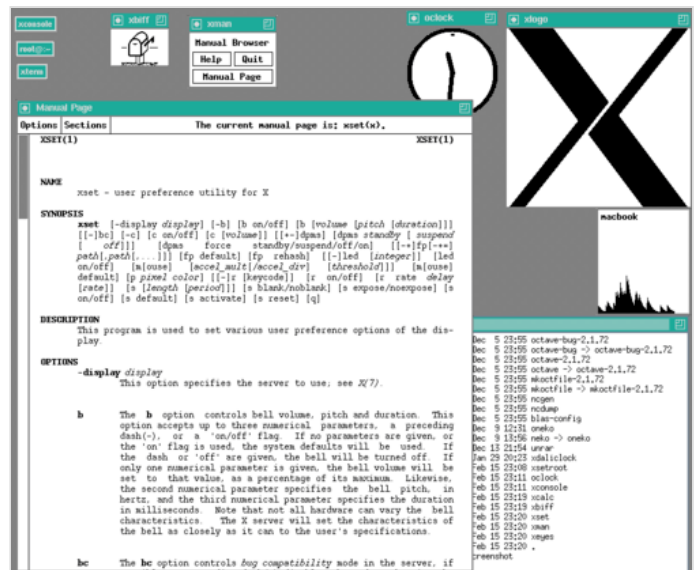 xconsole
root@:~
xterm
xbiff
xman
Manual Browser
Help Quit
Manual Page
oclock
xlogo
macbook
Manual Page
Options Sections The current manual page is: xset(x).
XSET(1) XSET(1)
NAME
xset - user preference utility for X
SYNOPSIS
xset [-display display] [-b] [b on/off] [b [volume [pitch [duration]]]
[[-]bc] [-c] [c on/off] [c [volume]] [[+-]dpms] [dpms standby [ suspend
[ off]]] [dpms force standby/suspend/off/on] [[-+]fp[-+=]
path[,path[,...]]] [fp default] [fp rehash] [[-]led [integer]] [led
on/off] [m[ouse] [accel_mult[/accel_div] [threshold]]] [m[ouse]
default] [p pixel color] [[-]r [keycode]] [r on/off] [r rate delay
[rate]] [s [length [period]]] [s blank/noblank] [s expose/noexpose] [s
on/off] [s default] [s activate] [s reset] [q]
DESCRIPTION
This program is used to set various user preference options of the dis-
play.
OPTIONS
-display display
This option specifies the server to use; see X(7).
b The b option controls bell volume, pitch and duration. This
option accepts up to three numerical parameters, a preceding
dash(-), or a 'on/off' flag. If no parameters are given, or
the 'on' flag is used, the system defaults will be used. If
the dash or 'off' are given, the bell will be turned off. If
only one numerical parameter is given, the bell volume will be
set to that value, as a percentage of its maximum. Likewise,
the second numerical parameter specifies the bell pitch, in
hertz, and the third numerical parameter specifies the duration
in milliseconds. Note that not all hardware can vary the bell
characteristics. The X server will set the characteristics of
the bell as closely as it can to the user's specifications.
bc The bc option controls bug compatibility mode in the server, if
Dec 5 23:55 octave-bug-2.1.72
Dec 5 23:55 octave-bug -> octave-bug-2.1.72
Dec 5 23:55 octave-2.1.72
Dec 5 23:55 octave -> octave-2.1.72
Dec 5 23:55 mkoctfile-2.1.72
Dec 5 23:55 mkoctfile -> mkoctfile-2.1.72
Dec 5 23:55 ncgen
Dec 5 23:55 ncdump
Dec 5 23:55 blas-config
Dec 9 12:31 oneko
Dec 9 13:56 neko -> oneko
Dec 13 21:54 unrar
Jan 29 20:23 xdaliclock
Feb 15 23:08 xsetroot
Feb 15 23:11 oclock
Feb 15 23:11 xconsole
Feb 15 23:19 xcalc
Feb 15 23:19 xbiff
Feb 15 23:20 xset
Feb 15 23:20 xman
Feb 15 23:20 xeyes
Feb 15 23:20 .
creenshot